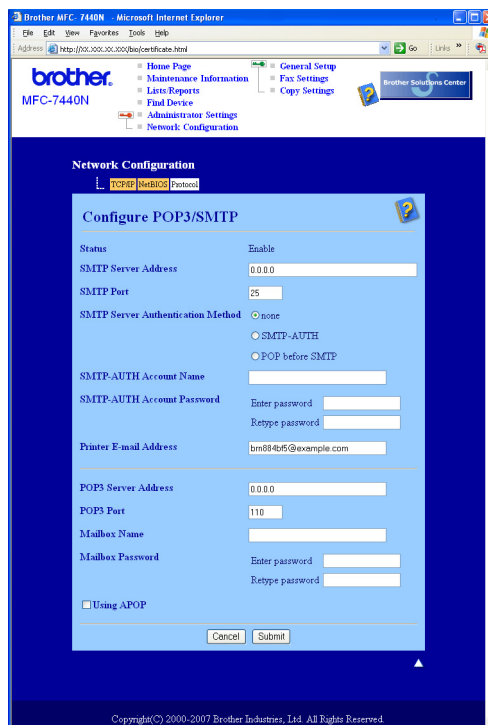 Brother MFC- 7440N - Microsoft Internet Explorer
File Edit View Favorites Tools Help
Address http://XX.XXX.XX.XXX/bio/certificate.html Go Links »
brother.
MFC-7440N
Home Page
Maintenance Information
Lists/Reports
Find Device
Administrator Settings
Network Configuration
General Setup
Fax Settings
Copy Settings
Brother Solutions Center
Network Configuration
TCP/IP NetBIOS Protocol
Configure POP3/SMTP
Status Enable
SMTP Server Address 0.0.0.0
SMTP Port 25
SMTP Server Authentication Method none
SMTP-AUTH
POP before SMTP
SMTP-AUTH Account Name
SMTP-AUTH Account Password Enter password
Retype password
Printer E-mail Address brn884bf5@example.com
POP3 Server Address 0.0.0.0
POP3 Port 110
Mailbox Name
Mailbox Password Enter password
Retype password
Using APOP
Cancel Submit
Copyright(C) 2000-2007 Brother Industries, Ltd. All Rights Reserved.